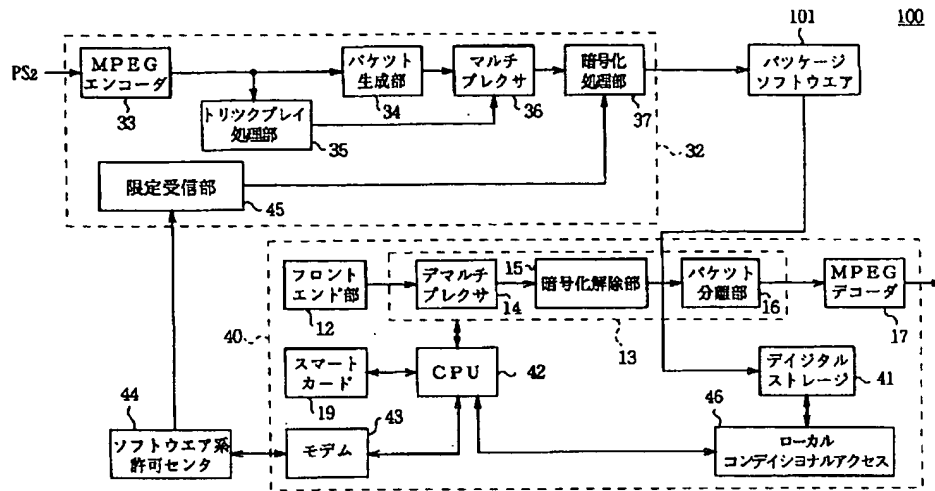 100
101
PS2
MPEG
エンコーダ
33
パケット
生成部
34
マルチ
プレクサ
36
暗号化
処理部
37
パツケージ
ソフトウエア
トリツクプレイ
処理部
35
32
限定受信部
45
フロント
エンド部
12
デマルチ
プレクサ
14
15
暗号化解除部
パケット
分離部
16
MPEG
デコーダ
17
13
40
スマート
カード
19
CPU
42
デイジタル
ストレージ
41
44
ソフトウエア系
許可センタ
43
モデム
46
ローカル
コンデイショナルアクセス